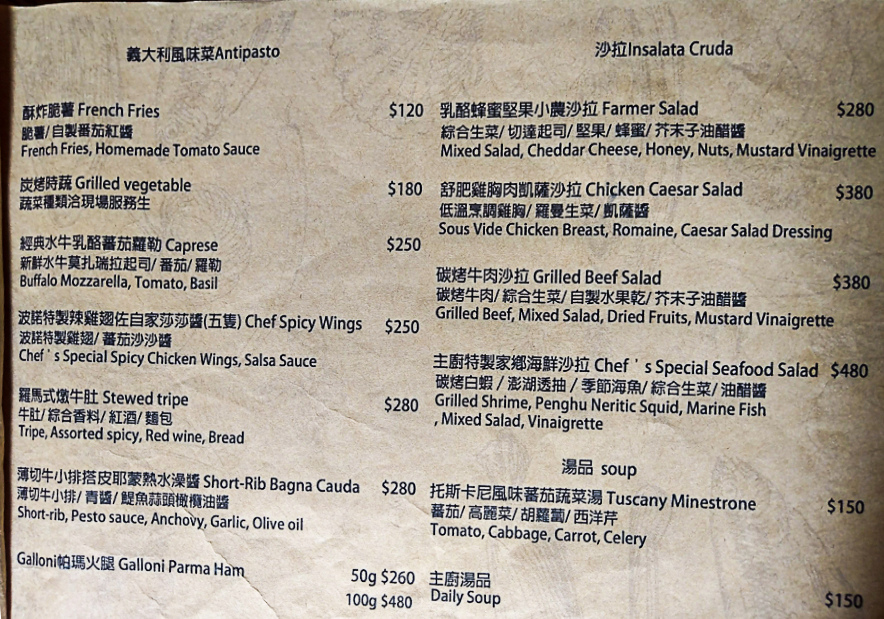 義大利風味菜Antipasto
酥炸脆薯 French Fries $120
脆薯/自製番茄紅醬
French Fries, Homemade Tomato Sauce
炭烤時蔬 Grilled vegetable $180
蔬菜種類洽現場服務生
經典水牛乳酪蕃茄蘿勒 Caprese $250
新鮮水牛莫扎瑞拉起司/番茄/羅勒
Buffalo Mozzarella, Tomato, Basil
波諾特製辣雞翅佐自家莎莎醬(五隻) Chef Spicy Wings $250
波諾特製雞翅/蕃茄沙沙醬
Chef's Special Spicy Chicken Wings, Salsa Sauce
羅馬式燉牛肚 Stewed tripe $280
牛肚/綜合香料/紅酒/麵包
Tripe, Assorted spicy, Red wine, Bread
薄切牛小排搭皮耶蒙熱水澡醬 Short-Rib Bagna Cauda $280
薄切牛小排/青醬/鯷魚蒜頭橄欖油醬
Short-rib, Pesto sauce, Anchovy, Garlic, Olive oil
Galloni帕瑪火腿 Galloni Parma Ham 50g $260
100g $480
沙拉Insalata Cruda
乳酪蜂蜜堅果小農沙拉 Farmer Salad $280
綜合生菜/切達起司/堅果/蜂蜜/芥末子油醋醬
Mixed Salad, Cheddar Cheese, Honey, Nuts, Mustard Vinaigrette
舒肥雞胸肉凱薩沙拉 Chicken Caesar Salad $380
低溫烹調雞胸/羅曼生菜/凱薩醬
Sous Vide Chicken Breast, Romaine, Caesar Salad Dressing
碳烤牛肉沙拉 Grilled Beef Salad $380
碳烤牛肉/綜合生菜/自製水果乾/芥末子油醋醬
Grilled Beef, Mixed Salad, Dried Fruits, Mustard Vinaigrette
主廚特製家鄉海鮮沙拉 Chef's Special Seafood Salad $480
碳烤白蝦 / 澎湖透抽 / 季節海魚/綜合生菜/油醋醬
Grilled Shrime, Penghu Neritic Squid, Marine Fish
, Mixed Salad, Vinaigrette
湯品 soup
托斯卡尼風味蕃茄蔬菜湯 Tuscany Minestrone $150
蕃茄/高麗菜/胡蘿蔔/西洋芹
Tomato, Cabbage, Carrot, Celery
主廚湯品
Daily Soup $150